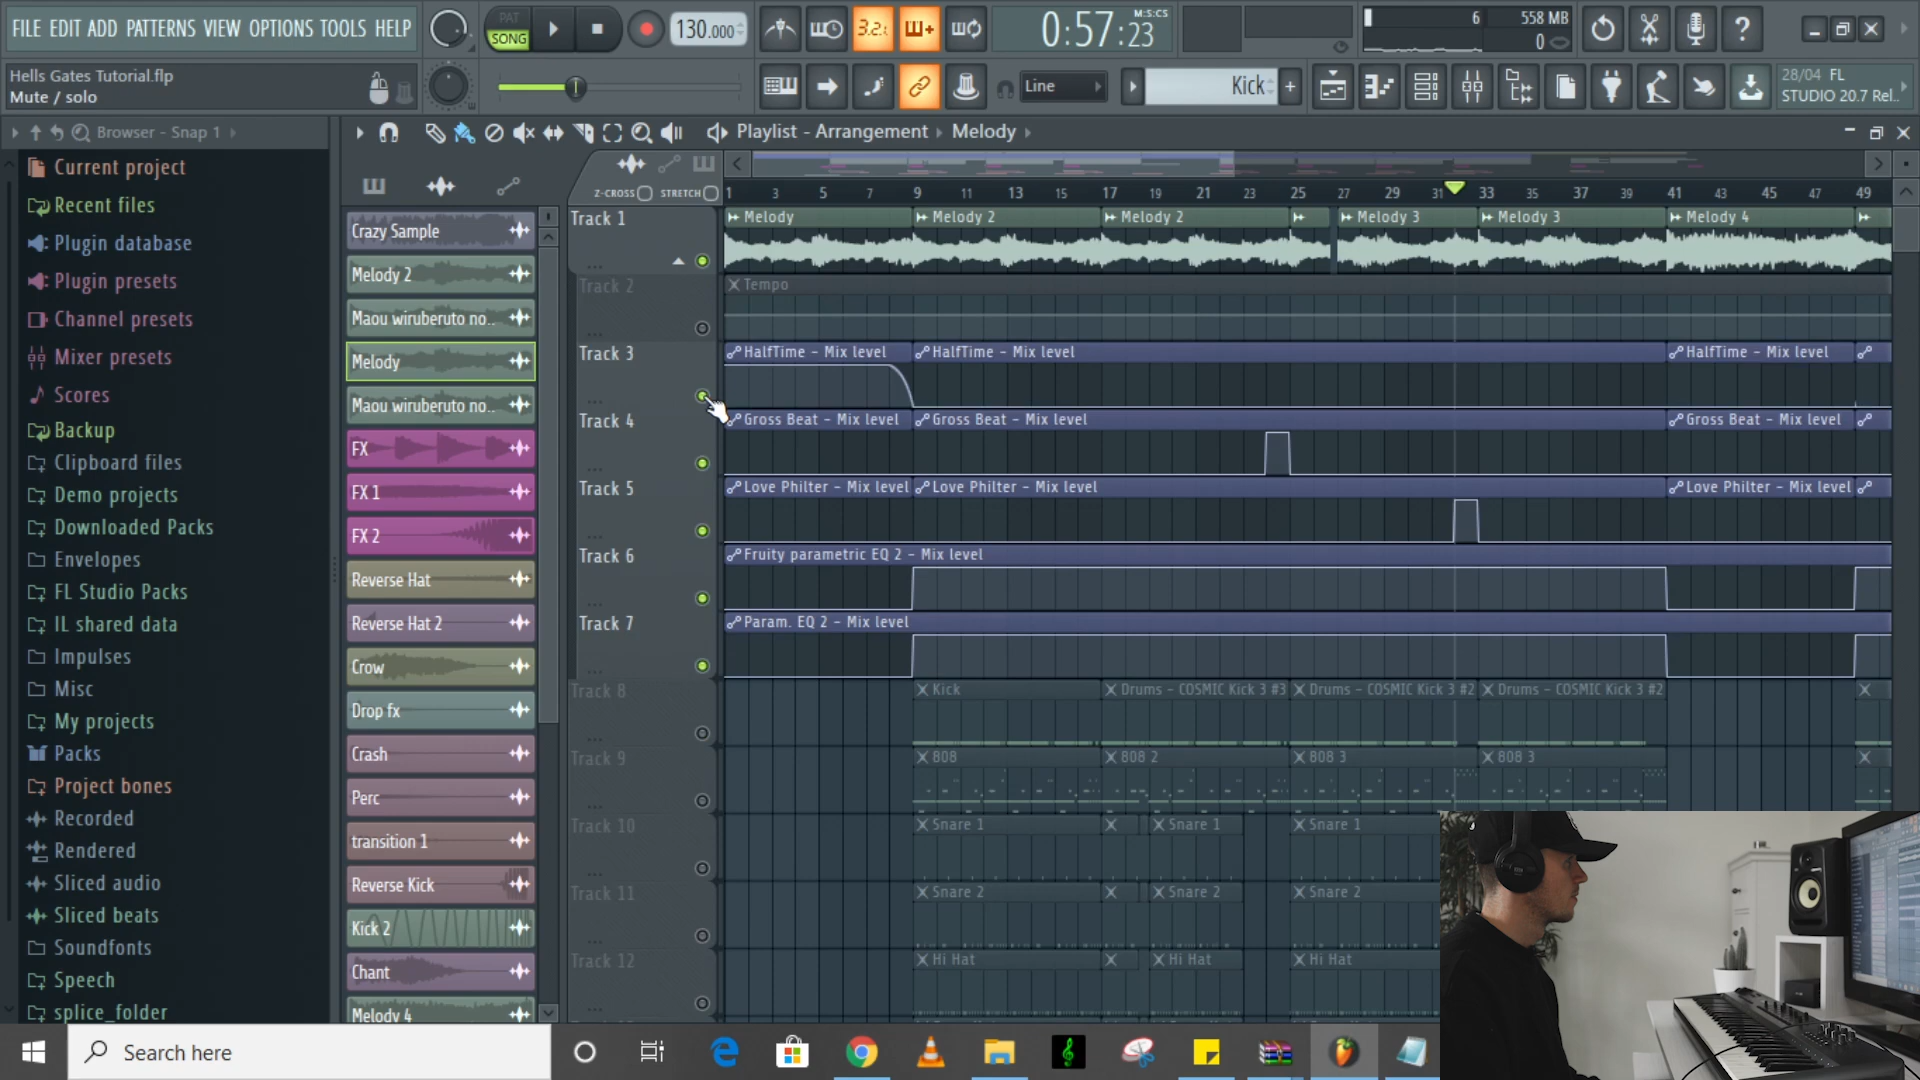 FILE EDIT ADD PATTERNS VIEW OPTIONS TOOLS HELP
PAT
SONG
130.000
3.2.1
0:57:23
M:S:CS
6
558 MB
0
Hells Gates Tutorial.flp
Mute / solo
Line
Kick
28/04 FL
STUDIO 20.7 Rel..
Browser - Snap 1
Playlist - Arrangement
Melody
Z-CROSS
STRETCH
1 3 5 7 9 11 13 15 17 19 21 23 25 27 29 31 33 35 37 39 41 43 45 47 49
Current project
Recent files
Plugin database
Plugin presets
Channel presets
Mixer presets
Scores
Backup
Clipboard files
Demo projects
Downloaded Packs
Envelopes
FL Studio Packs
IL shared data
Impulses
Misc
My projects
Packs
Project bones
Recorded
Rendered
Sliced audio
Sliced beats
Soundfonts
Speech
splice_folder
Crazy Sample
Melody 2
Maou wiruberuto no..
Melody
Maou wiruberuto no..
FX
FX 1
FX 2
Reverse Hat
Reverse Hat 2
Crow
Drop fx
Crash
Perc
transition 1
Reverse Kick
Kick 2
Chant
Melody 4
Track 1
Melody
Melody 2
Melody 2
Melody 3
Melody 3
Melody 4
Track 2
Tempo
Track 3
HalfTime - Mix level
HalfTime - Mix level
HalfTime - Mix level
Track 4
Gross Beat - Mix level
Gross Beat - Mix level
Gross Beat - Mix level
Track 5
Love Philter - Mix level
Love Philter - Mix level
Love Philter - Mix level
Track 6
Fruity parametric EQ 2 - Mix level
Track 7
Param. EQ 2 - Mix level
Track 8
Kick
Drums - COSMIC Kick 3 #3
Drums - COSMIC Kick 3 #2
Drums - COSMIC Kick 3 #2
Track 9
808
808 2
808 3
808 3
Track 10
Snare 1
Snare 1
Snare 1
Track 11
Snare 2
Snare 2
Snare 2
Track 12
Hi Hat
Hi Hat
Hi Hat
Search here